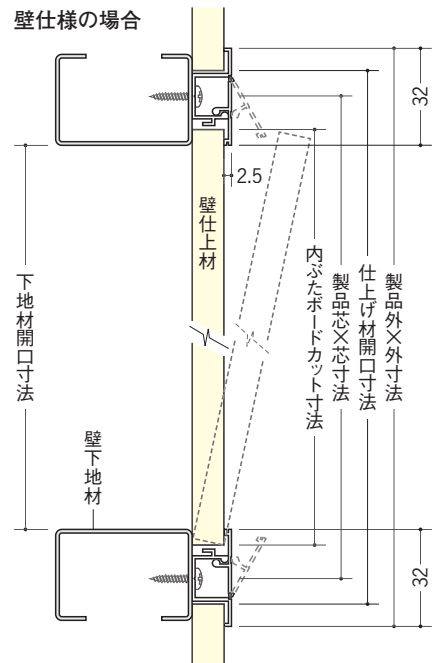 壁仕様の場合
32
2.5
壁仕上材
下地材開口寸法
壁下地材
内ぶたボードカット寸法
製品芯×芯寸法
仕上げ材開口寸法
製品外×外寸法
32